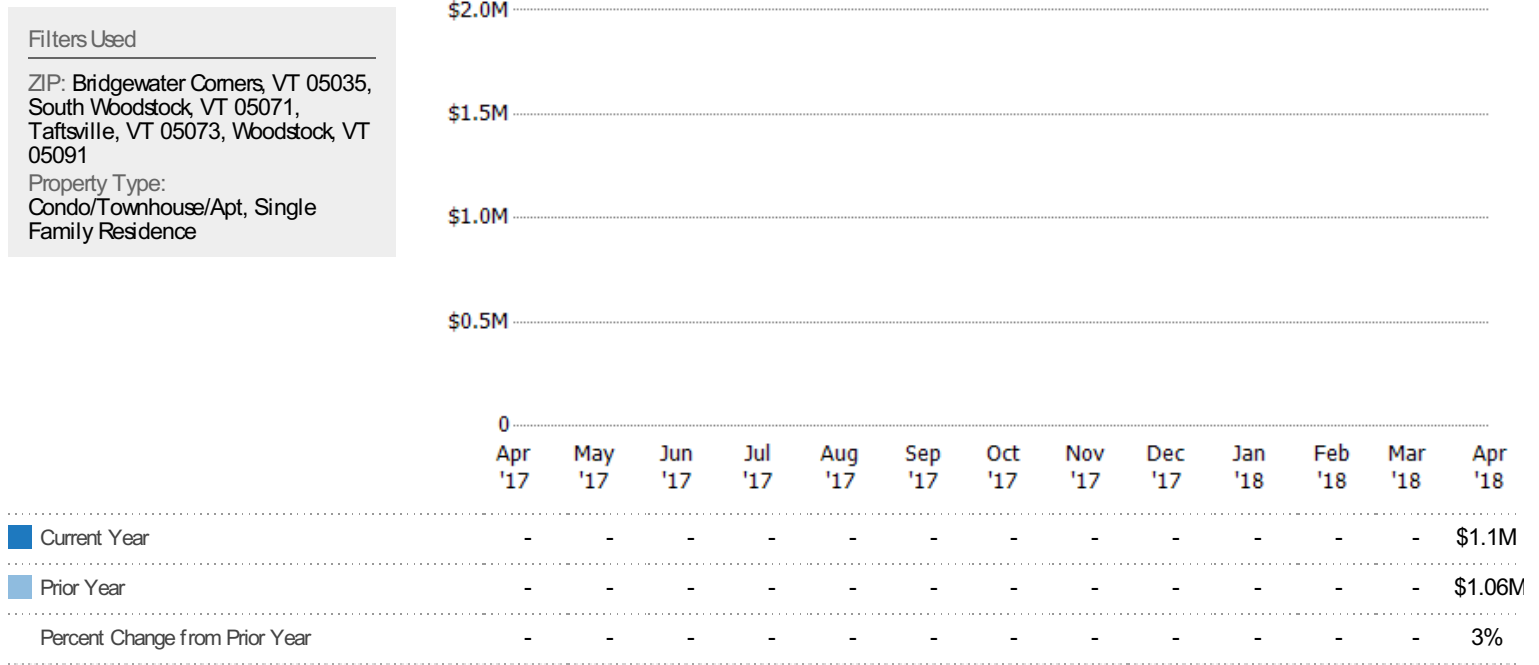 Filters Used
ZIP: Bridgewater Corners, VT 05035,
South Woodstock, VT 05071,
Taftsville, VT 05073, Woodstock, VT
05091
Property Type:
Condo/Townhouse/Apt, Single
Family Residence
$2.0M
$1.5M
$1.0M
$0.5M
0
Apr May Jun Jul Aug Sep Oct Nov Dec Jan Feb Mar Apr
'17 '17 '17 '17 '17 '17 '17 '17 '17 '18 '18 '18 '18
Current Year - - - - - - - - - - - - $1.1M
Prior Year - - - - - - - - - - - - $1.06M
Percent Change from Prior Year - - - - - - - - - - - - 3%